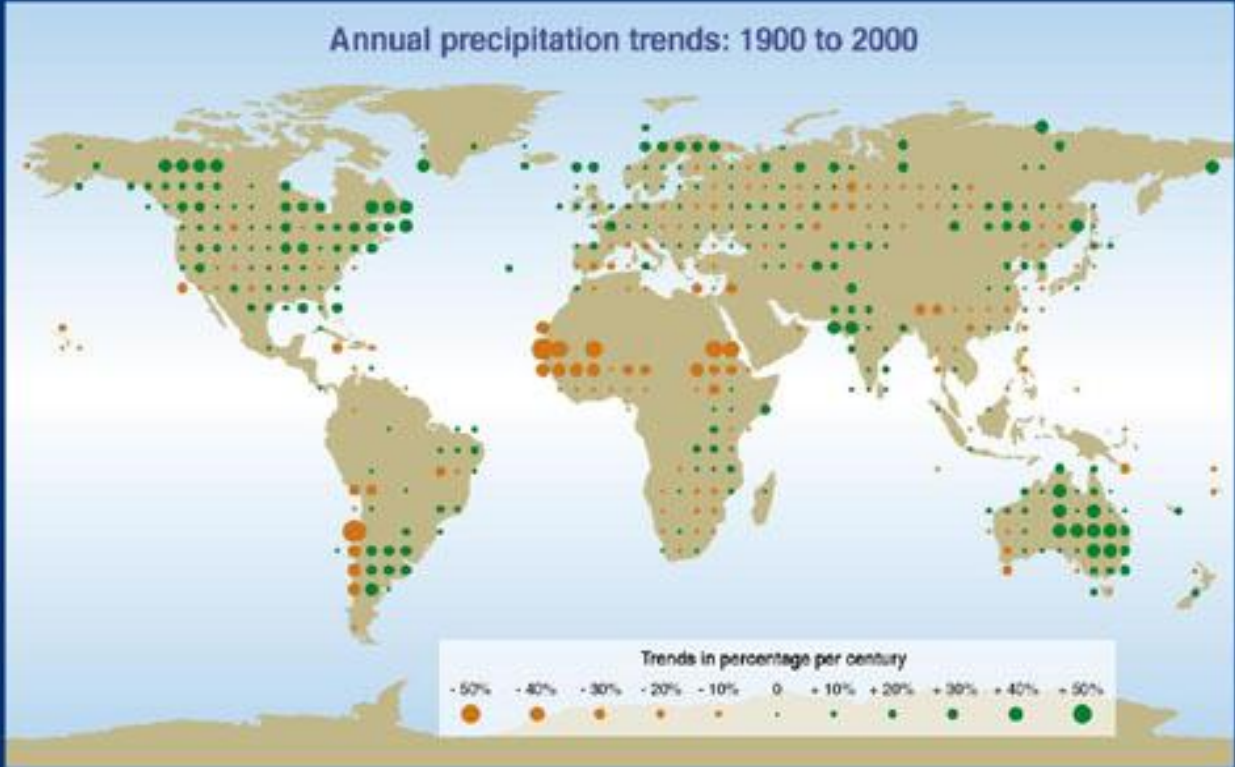 Annual precipitation trends: 1900 to 2000
Trends in percentage per century
- 50% - 40% - 30% - 20% - 10% 0 + 10% + 20% + 30% + 40% + 50%